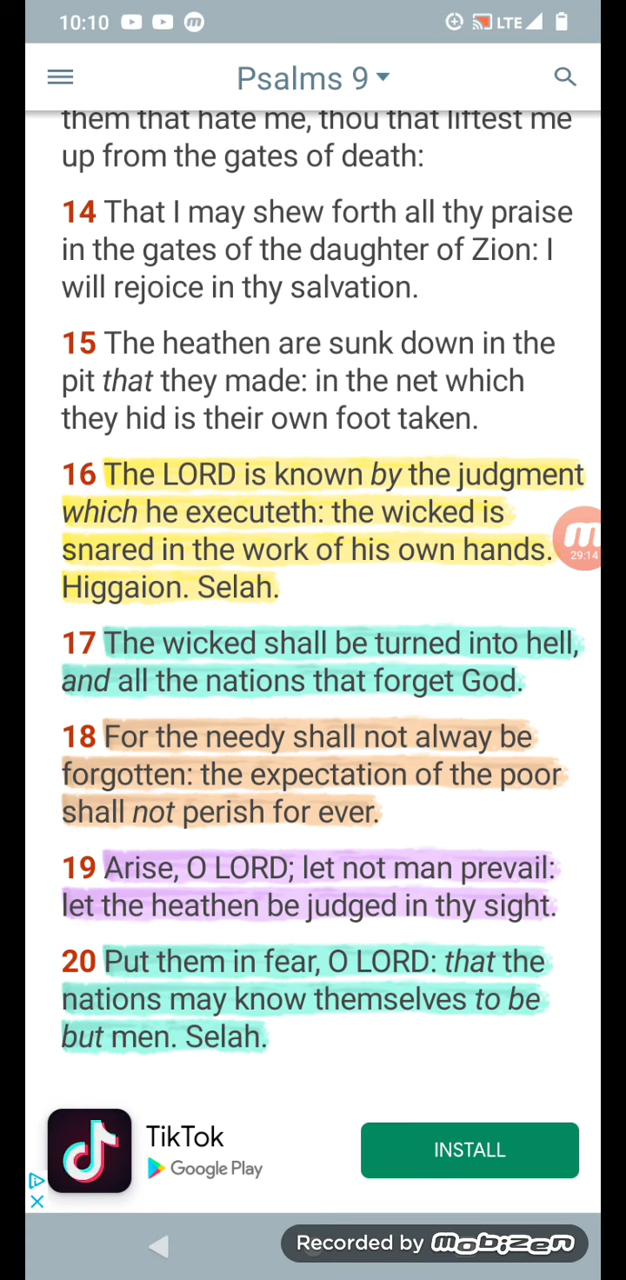 10:10
LTE
Psalms 9
them that hate me, thou that liftest me
up from the gates of death:
14 That I may shew forth all thy praise
in the gates of the daughter of Zion: I
will rejoice in thy salvation.
15 The heathen are sunk down in the
pit that they made: in the net which
they hid is their own foot taken.
16 The LORD is known by the judgment
which he executeth: the wicked is
snared in the work of his own hands.
Higgaion. Selah.
29:14
17 The wicked shall be turned into hell,
and all the nations that forget God.
18 For the needy shall not alway be
forgotten: the expectation of the poor
shall not perish for ever.
19 Arise, O LORD; let not man prevail:
let the heathen be judged in thy sight.
20 Put them in fear, O LORD: that the
nations may know themselves to be
but men. Selah.
TikTok
Google Play
INSTALL
Recorded by mobizen